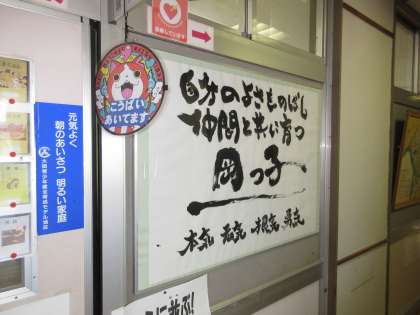 こうばい
あいてます
自分のよさものばし
仲間と共に育つ
岡っ子
本気 元気 根気 勇気
元気よく
朝のあいさつ 明るい家庭